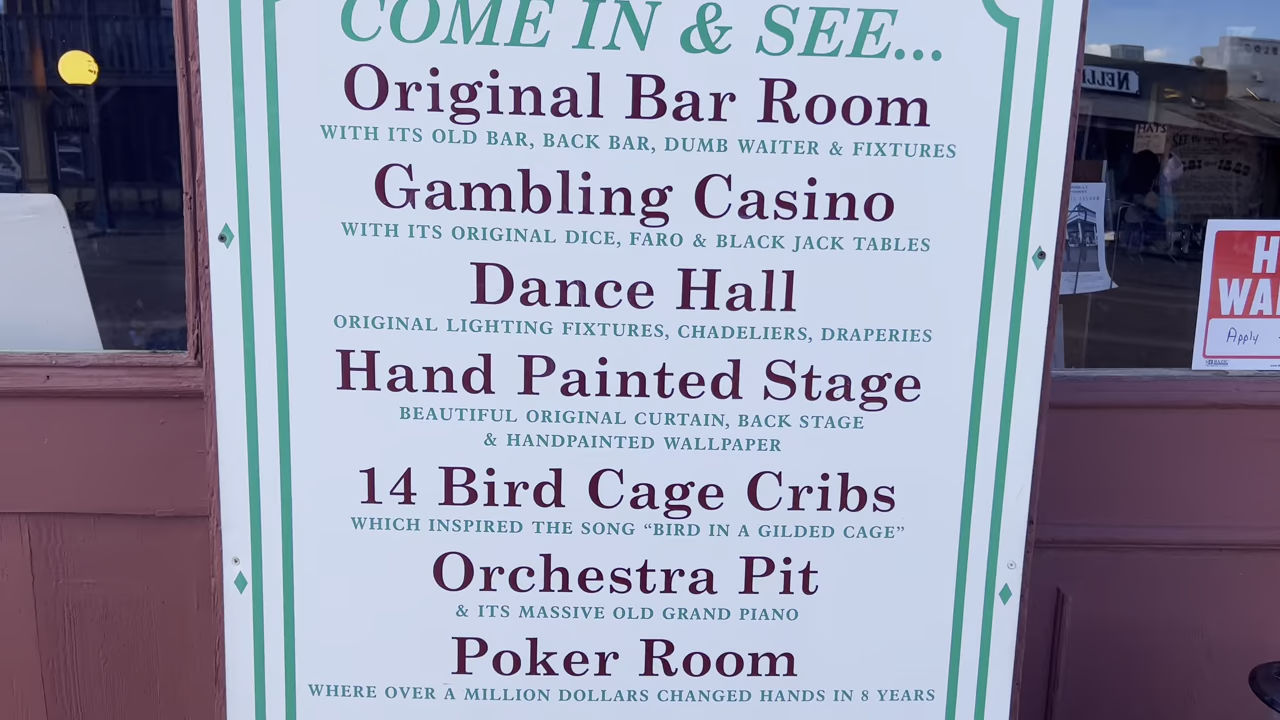 COME IN & SEE...
Original Bar Room
WITH ITS OLD BAR, BACK BAR, DUMB WAITER & FIXTURES
Gambling Casino
WITH ITS ORIGINAL DICE, FARO & BLACK JACK TABLES
Dance Hall
ORIGINAL LIGHTING FIXTURES, CHADELIERS, DRAPERIES
Hand Painted Stage
BEAUTIFUL ORIGINAL CURTAIN, BACK STAGE
& HANDPAINTED WALLPAPER
14 Bird Cage Cribs
WHICH INSPIRED THE SONG “BIRD IN A GILDED CAGE”
Orchestra Pit
& ITS MASSIVE OLD GRAND PIANO
Poker Room
WHERE OVER A MILLION DOLLARS CHANGED HANDS IN 8 YEARS
NELLI
H
WA
Apply